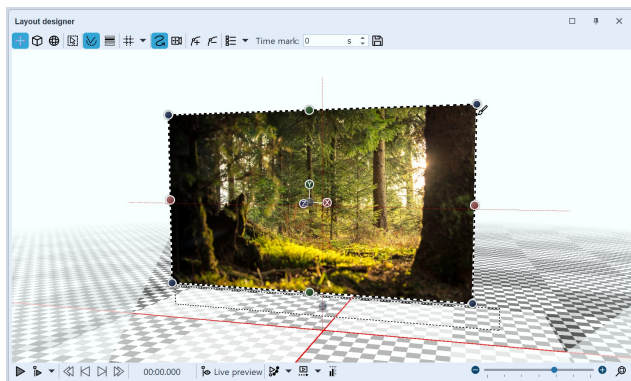 Layout designer
Time mark: 0 s
Y
Z X
00:00.000 Live preview